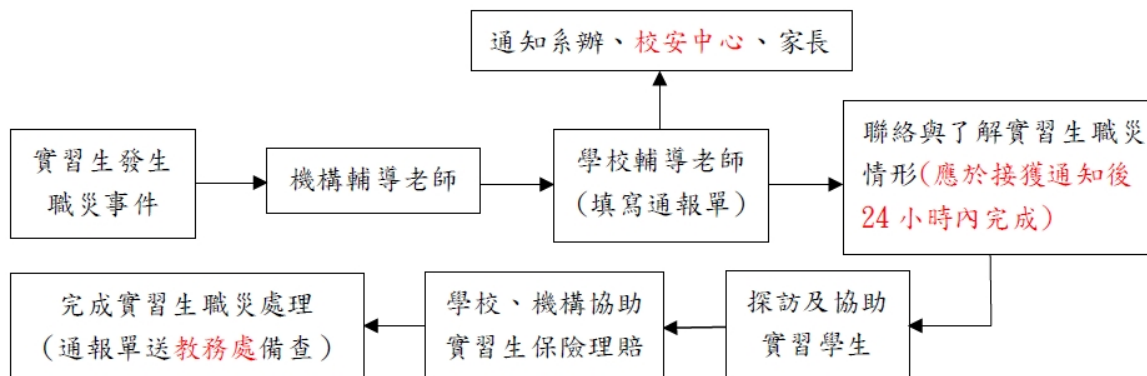 通知系辦、校安中心、家長
實習生發生
職災事件
機構輔導老師
學校輔導老師
(填寫通報單)
聯絡與了解實習生職災
情形(應於接獲通知後
24 小時內完成)
探訪及協助
實習學生
學校、機構協助
實習生保險理賠
完成實習生職災處理
(通報單送教務處備查)